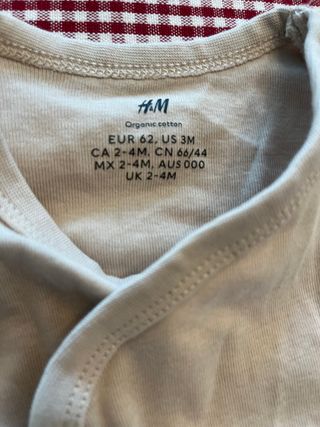 H&M
Organic cotton
EUR 62, US 3M
CA 2-4M, CN 66/44
MX 2-4M, AUS 000
UK 2-4M